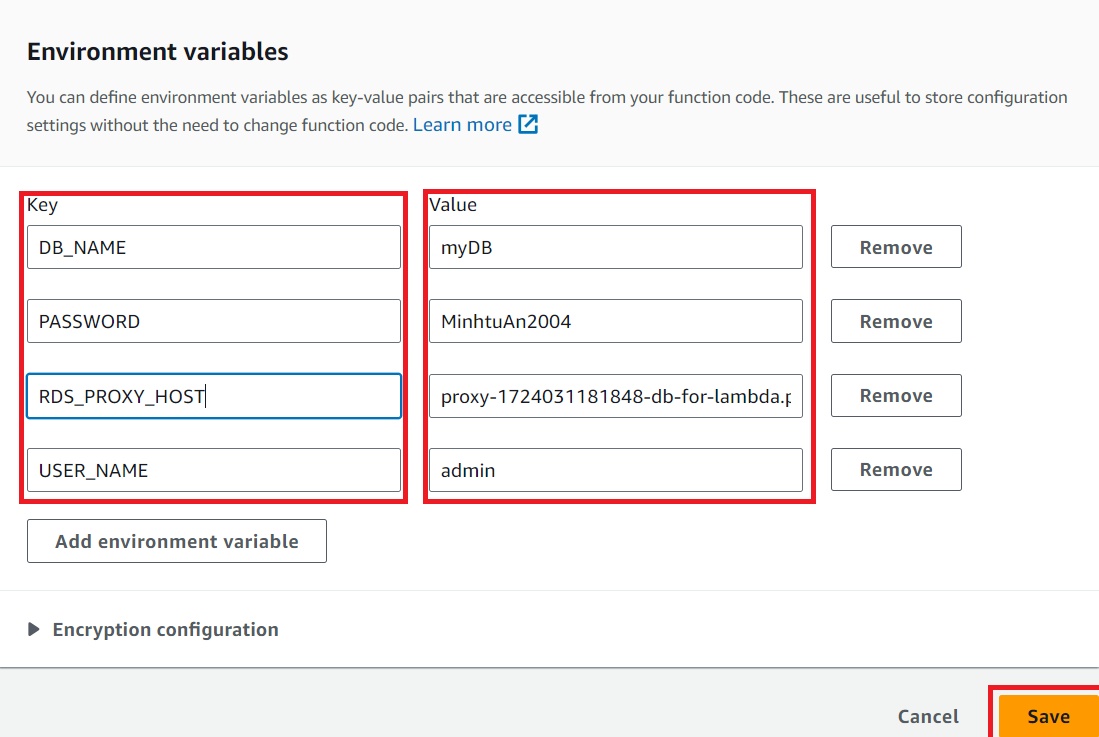 Environment variables
You can define environment variables as key-value pairs that are accessible from your function code. These are useful to store configuration
settings without the need to change function code. Learn more
Key Value
DB_NAME myDB Remove
PASSWORD MinhtuAn2004 Remove
RDS_PROXY_HOST proxy-1724031181848-db-for-lambda.p Remove
USER_NAME admin Remove
Add environment variable
Encryption configuration
Cancel Save